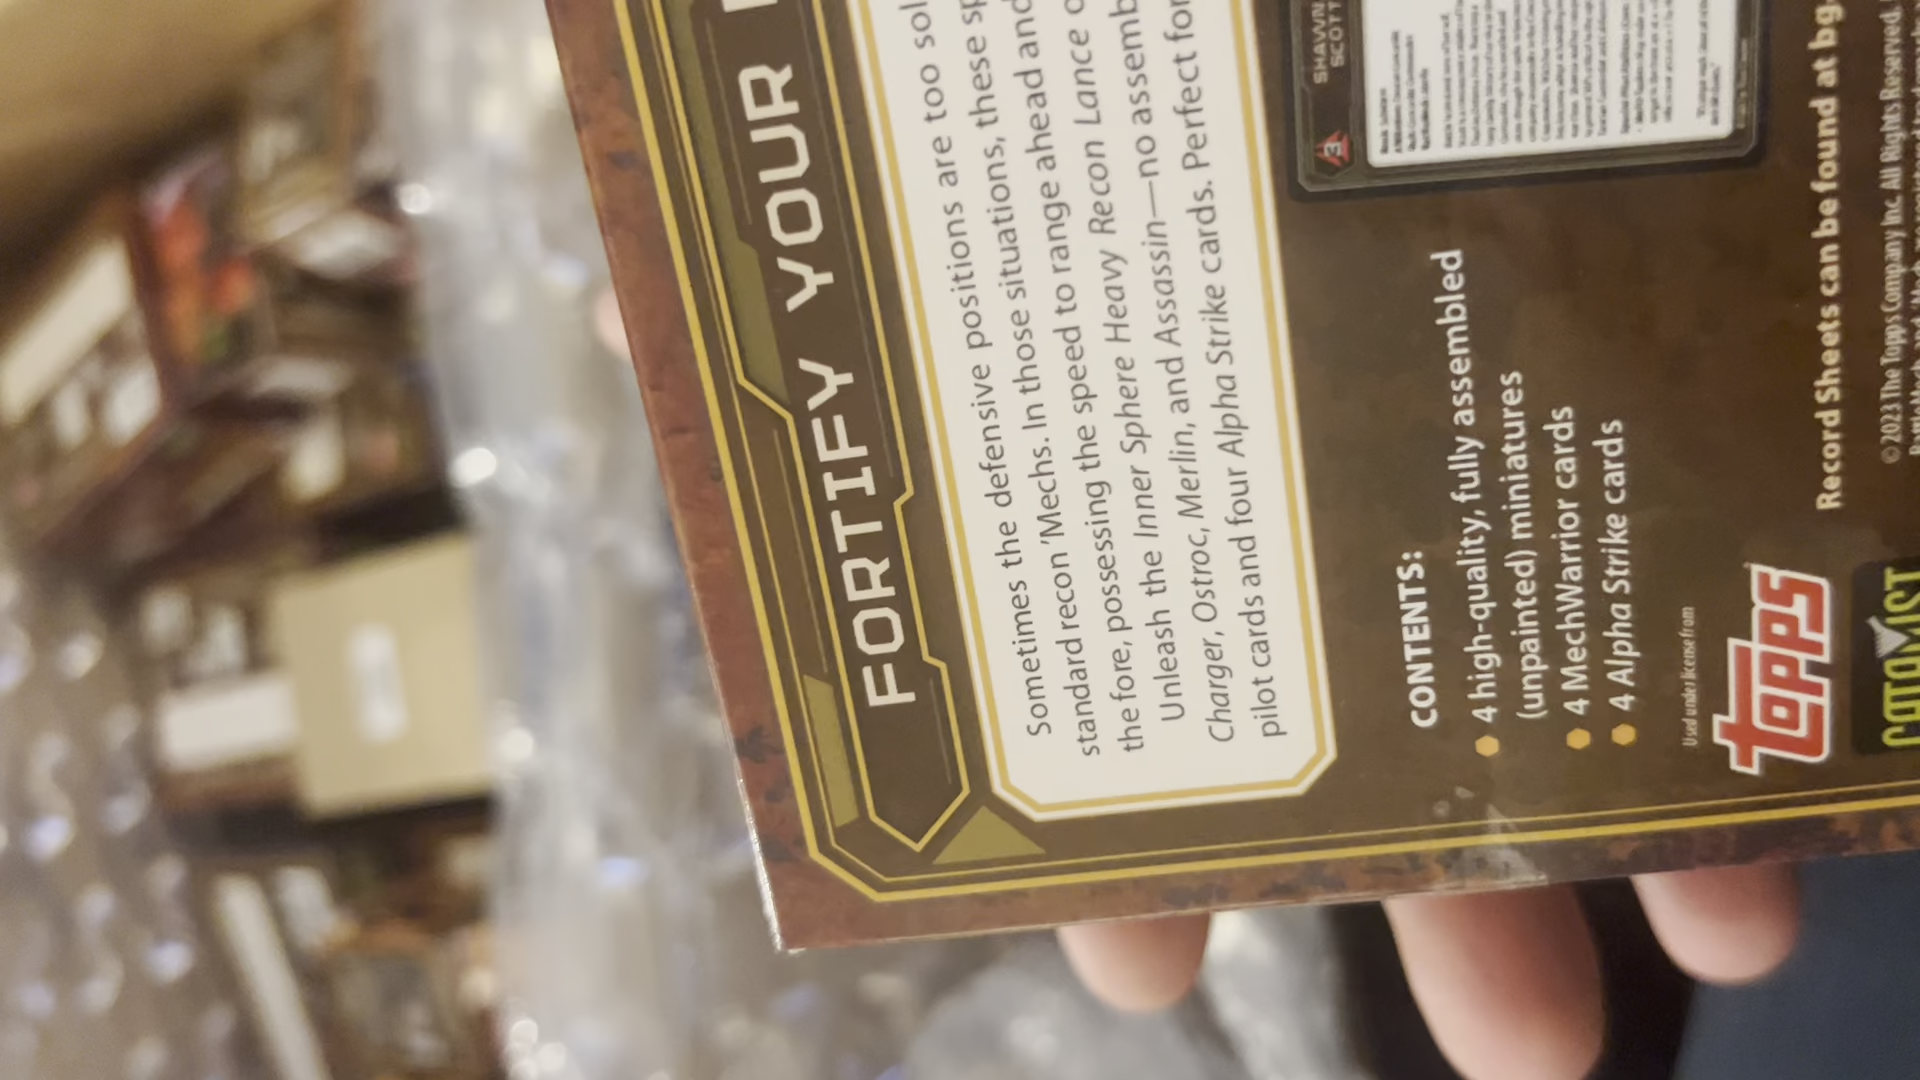 FORTIFY YOUR
Sometimes the defensive positions are too sol
standard recon 'Mechs. In those situations, these sp
the fore, possessing the speed to range ahead and
Unleash the Inner Sphere Heavy Recon Lance
Charger, Ostroc, Merlin, and Assassin—no assemb
pilot cards and four Alpha Strike cards. Perfect for
SHAWN
SCOTT
3
CONTENTS:
4 high-quality, fully assembled
(unpainted) miniatures
4 MechWarrior cards
4 Alpha Strike cards
Used under license from
Topps
Record Sheets can be found at bg.
©2023 The Topps Company Inc. All Rights Reserved.
CATALYST